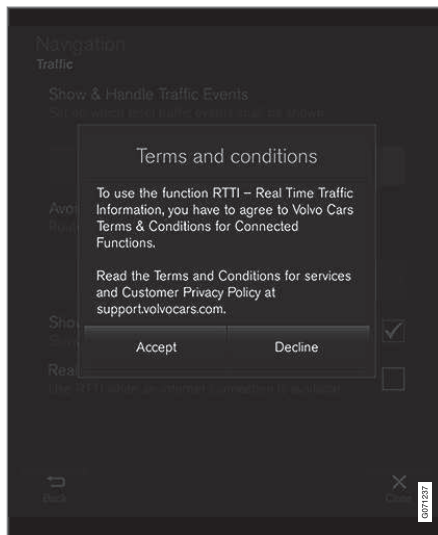 Navigation
Traffic
Show & Handle Traffic Events
Terms and conditions
To use the function RTTI – Real Time Traffic
Information, you have to agree to Volvo Cars
Terms & Conditions for Connected
Functions.
Read the Terms and Conditions for services
and Customer Privacy Policy at
support.volvocars.com.
Accept
Decline
Back
Close
G071237